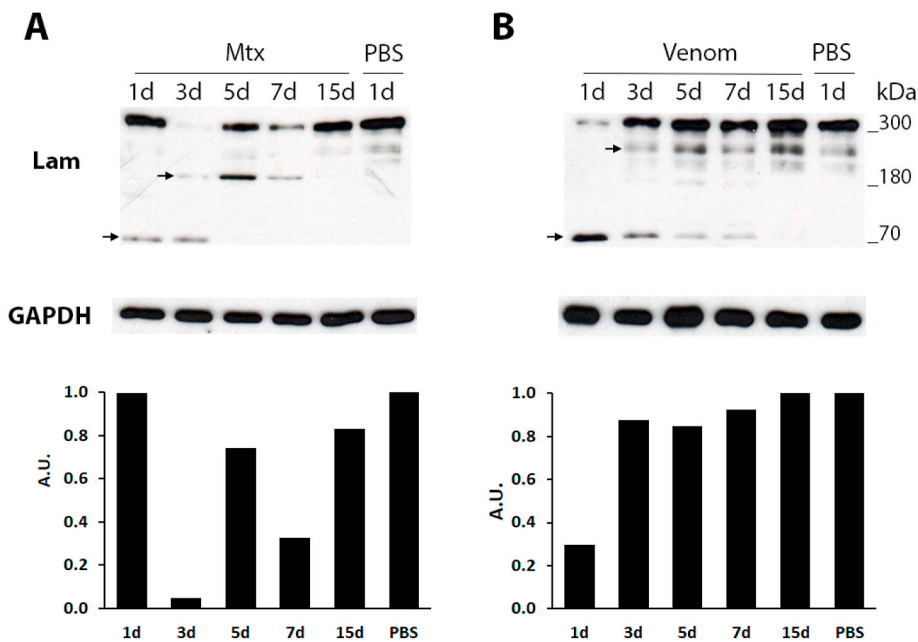 A
B
Mtx PBS
Venom PBS
1d 3d 5d 7d 15d 1d
1d 3d 5d 7d 15d 1d kDa
Lam
_300
_180
_70
GAPDH
1.0
0.8
0.6
0.4
0.2
0.0
A.U.
1d 3d 5d 7d 15d PBS
1.0
0.8
0.6
0.4
0.2
0.0
A.U.
1d 3d 5d 7d 15d PBS